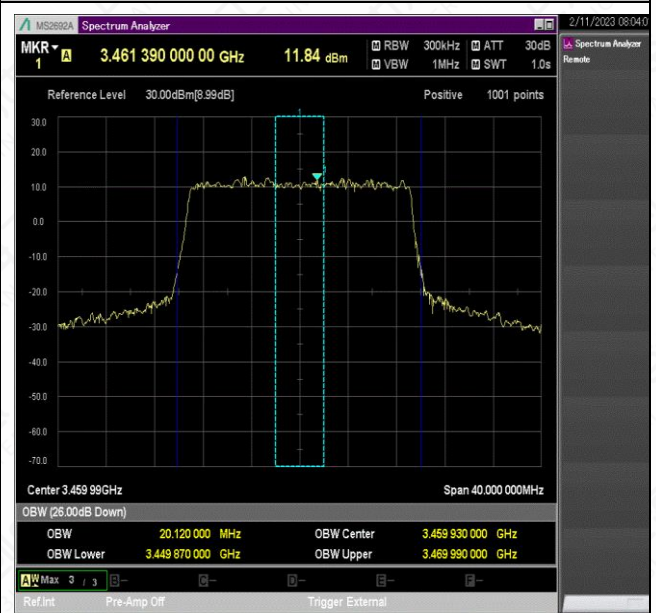 MS2692A Spectrum Analyzer
2/11/2023 08:04:0
MKR 1 A 3.461 390 000 00 GHz 11.84 dBm
M RBW 300kHz M ATT 30dB
M VBW 1MHz M SWT 1.0s
Spectrum Analyzer
Remote
Reference Level 30.00dBm[8.99dB] Positive 1001 points
1
30.0
20.0
10.0
0.0
-10.0
-20.0
-30.0
-40.0
-50.0
-60.0
-70.0
Center 3.459 99GHz Span 40.000 000MHz
OBW (26.00dB Down)
OBW 20.120 000 MHz OBW Center 3.459 930 000 GHz
OBW Lower 3.449 870 000 GHz OBW Upper 3.469 990 000 GHz
A W Max 3 / 3 B- C- D- E- F-
Ref.Int Pre-Amp Off Trigger External